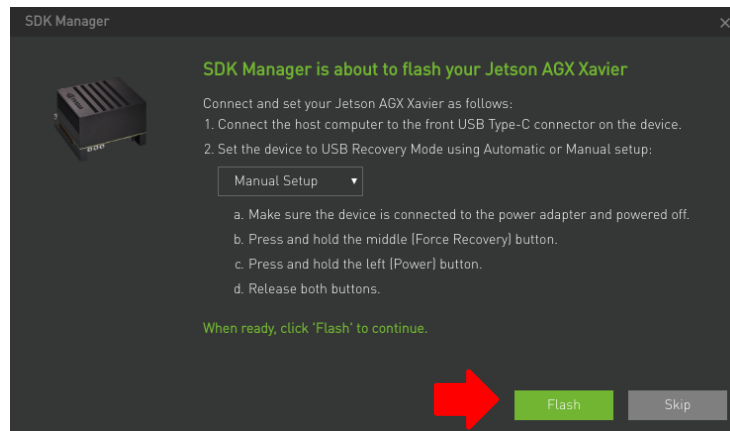 SDK Manager
SDK Manager is about to flash your Jetson AGX Xavier
Connect and set your Jetson AGX Xavier as follows:
1. Connect the host computer to the front USB Type-C connector on the device.
2. Set the device to USB Recovery Mode using Automatic or Manual setup:
Manual Setup
a. Make sure the device is connected to the power adapter and powered off.
b. Press and hold the middle (Force Recovery) button.
c. Press and hold the left (Power) button.
d. Release both buttons.
When ready, click 'Flash' to continue.
Flash
Skip